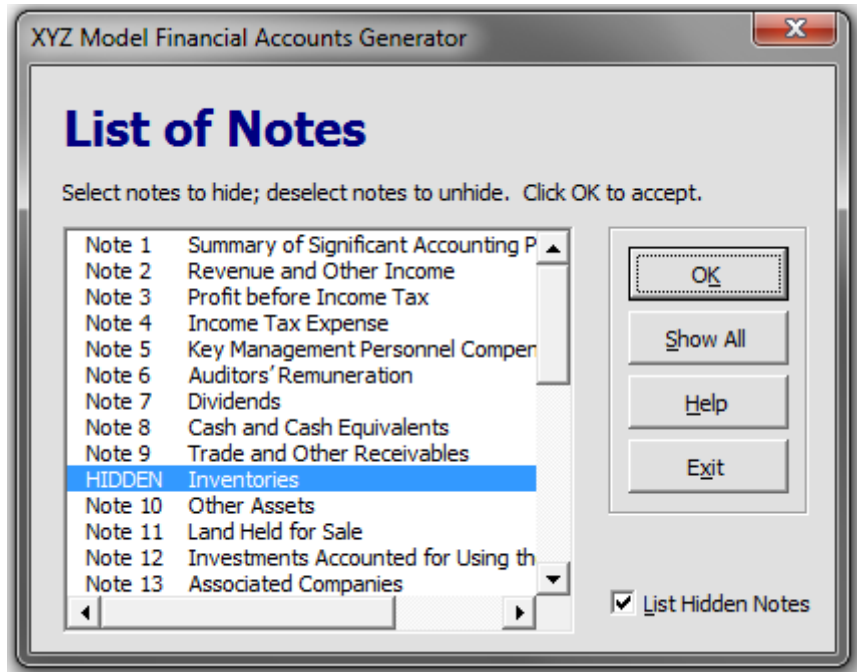 XYZ Model Financial Accounts Generator
List of Notes
Select notes to hide; deselect notes to unhide. Click OK to accept.
Note 1 Summary of Significant Accounting P
Note 2 Revenue and Other Income
Note 3 Profit before Income Tax
Note 4 Income Tax Expense
Note 5 Key Management Personnel Compen
Note 6 Auditors’ Remuneration
Note 7 Dividends
Note 8 Cash and Cash Equivalents
Note 9 Trade and Other Receivables
HIDDEN Inventories
Note 10 Other Assets
Note 11 Land Held for Sale
Note 12 Investments Accounted for Using th
Note 13 Associated Companies
OK
Show All
Help
Exit
List Hidden Notes